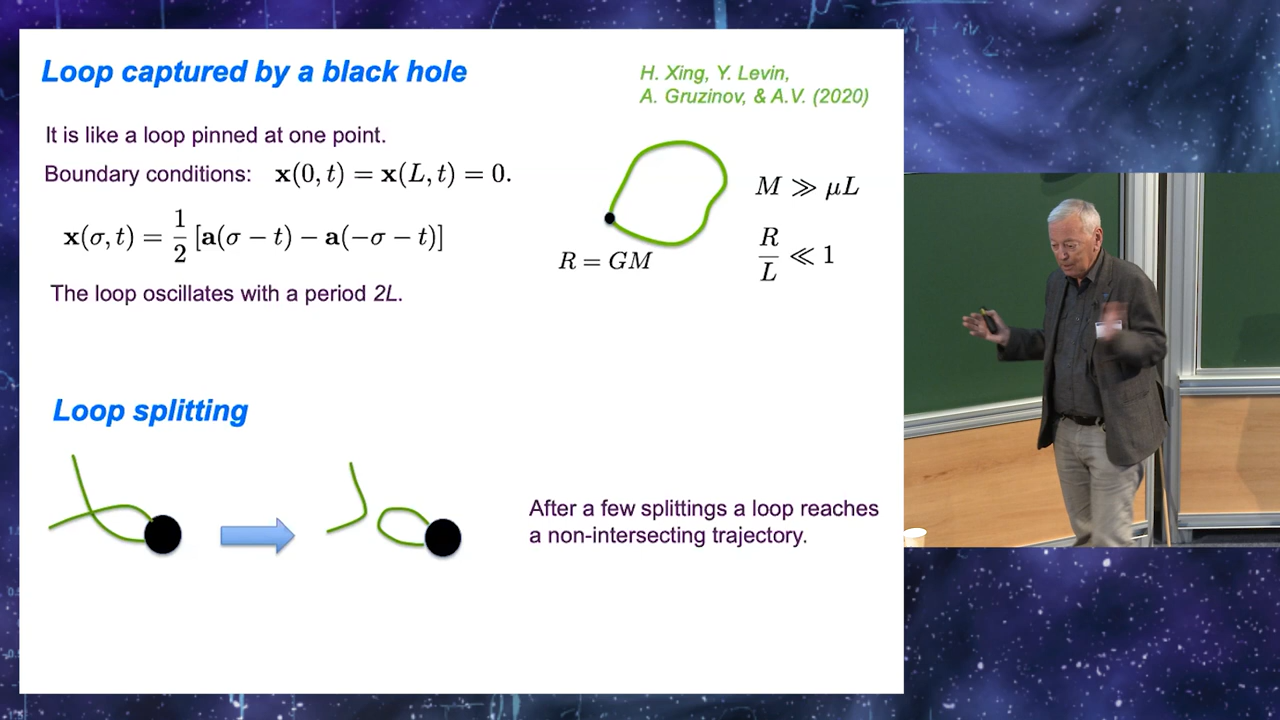 Loop captured by a black hole
H. Xing, Y. Levin,
A. Gruzinov, & A.V. (2020)
It is like a loop pinned at one point.
Boundary conditions: x(0, t) = x(L, t) = 0.
x(σ, t) = 1/2 [a(σ − t) − a(−σ − t)]
The loop oscillates with a period 2L.
M ≫ μL
R = GM
R/L ≪ 1
Loop splitting
After a few splittings a loop reaches
a non-intersecting trajectory.